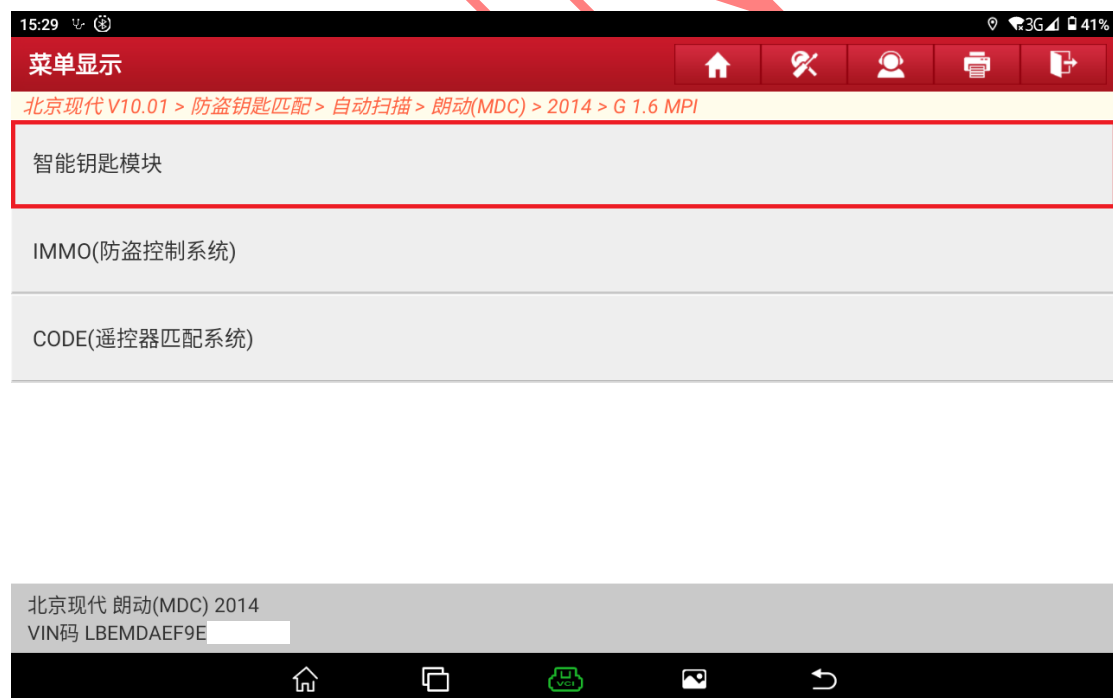 15:29 3G 41%
菜单显示
北京现代 V10.01 > 防盗钥匙匹配 > 自动扫描 > 朗动(MDC) > 2014 > G 1.6 MPI
智能钥匙模块
IMMO(防盗控制系统)
CODE(遥控器匹配系统)
北京现代 朗动(MDC) 2014
VIN码 LBEMDAEF9E
VCI